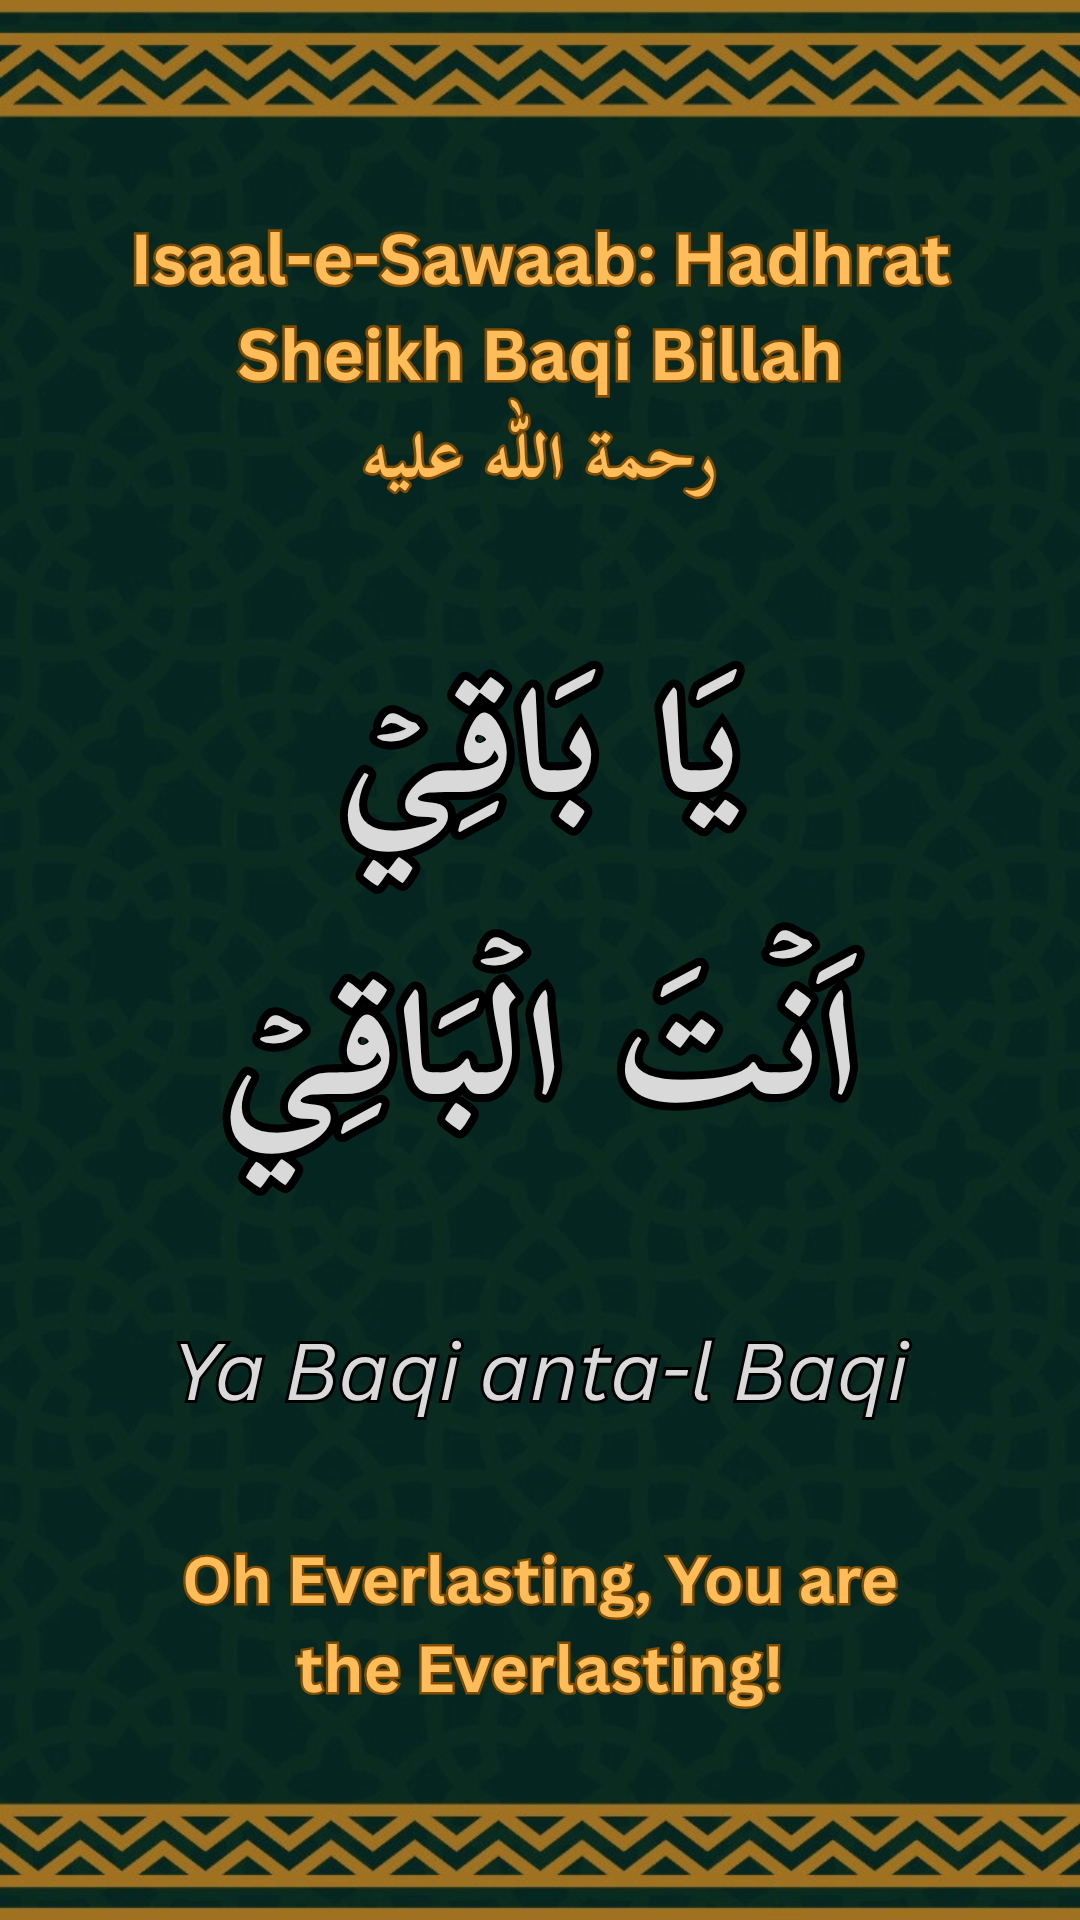 Isaal-e-Sawaab: Hadhrat
Sheikh Baqi Billah
رحمة الله عليه
يَا بَاقِيْ
اَنْتَ الْبَاقِيْ
Ya Baqi anta-l Baqi
Oh Everlasting, You are
the Everlasting!